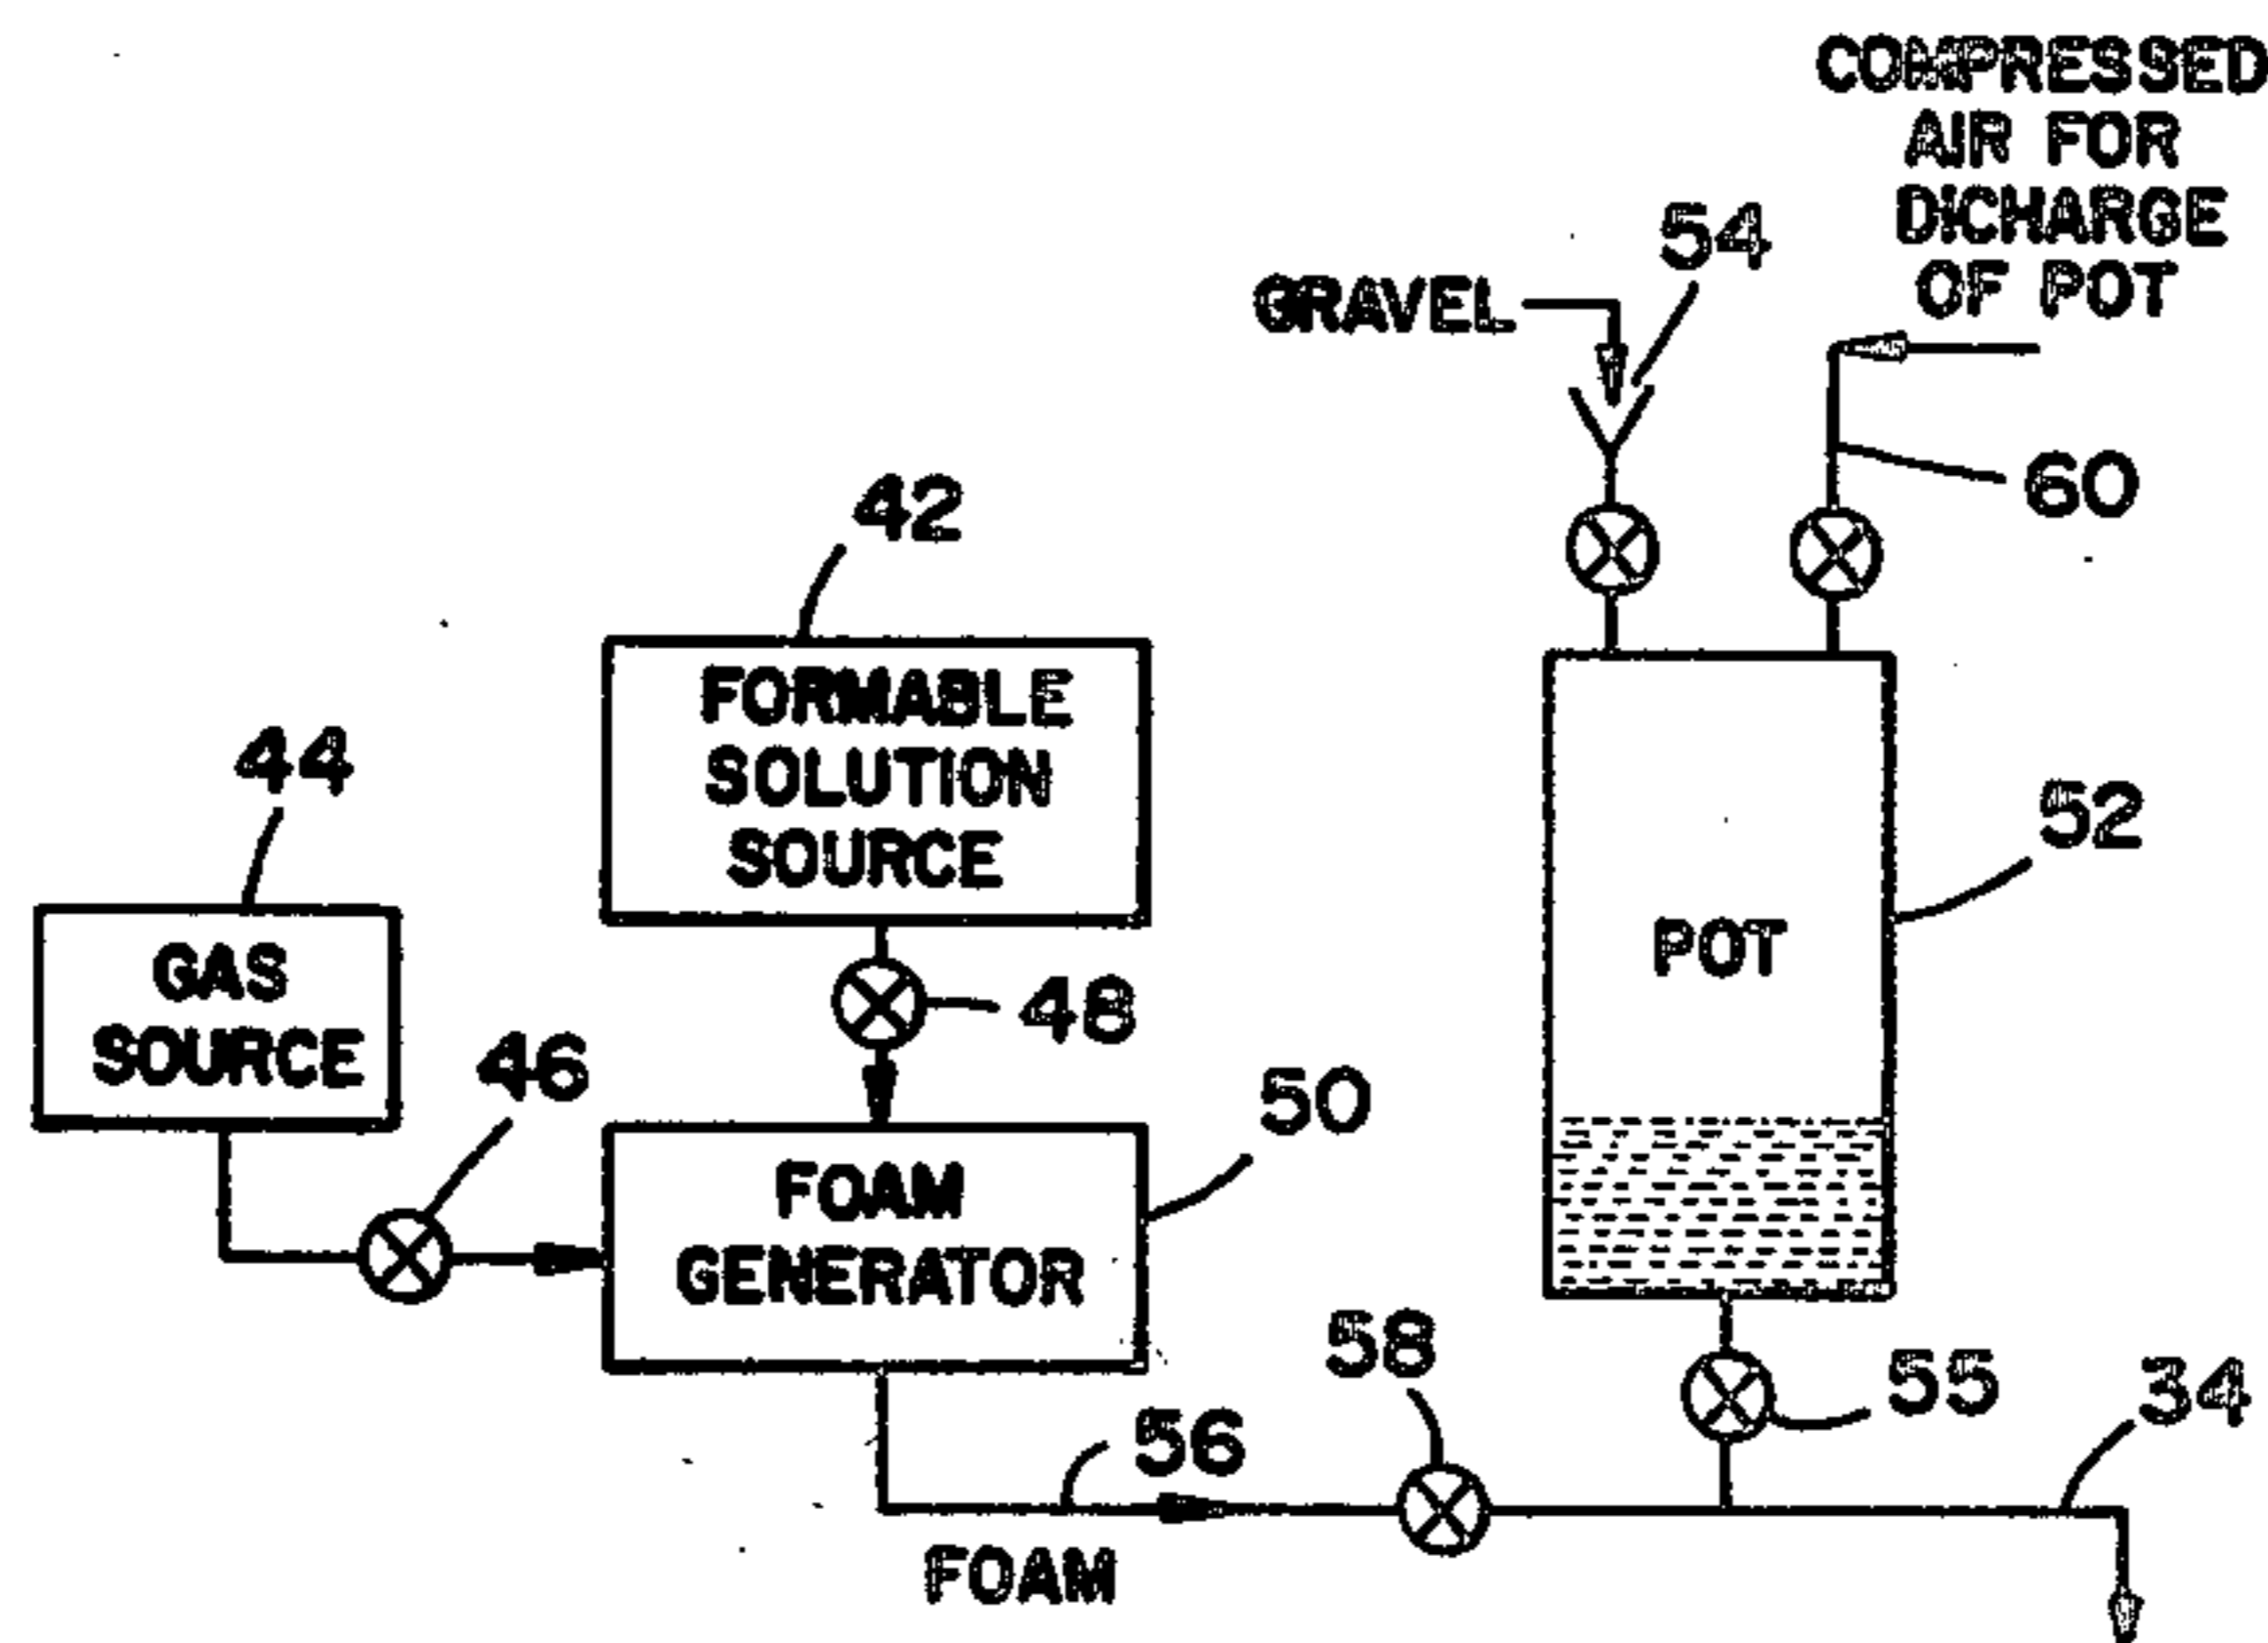 COMPRESSED
AIR FOR
DICHARGE
OF POT
54
GRAVEL
60
42
FORMABLE
SOLUTION
SOURCE
44
GAS
SOURCE
52
POT
48
46
50
FOAM
GENERATOR
58
55
34
56
FOAM